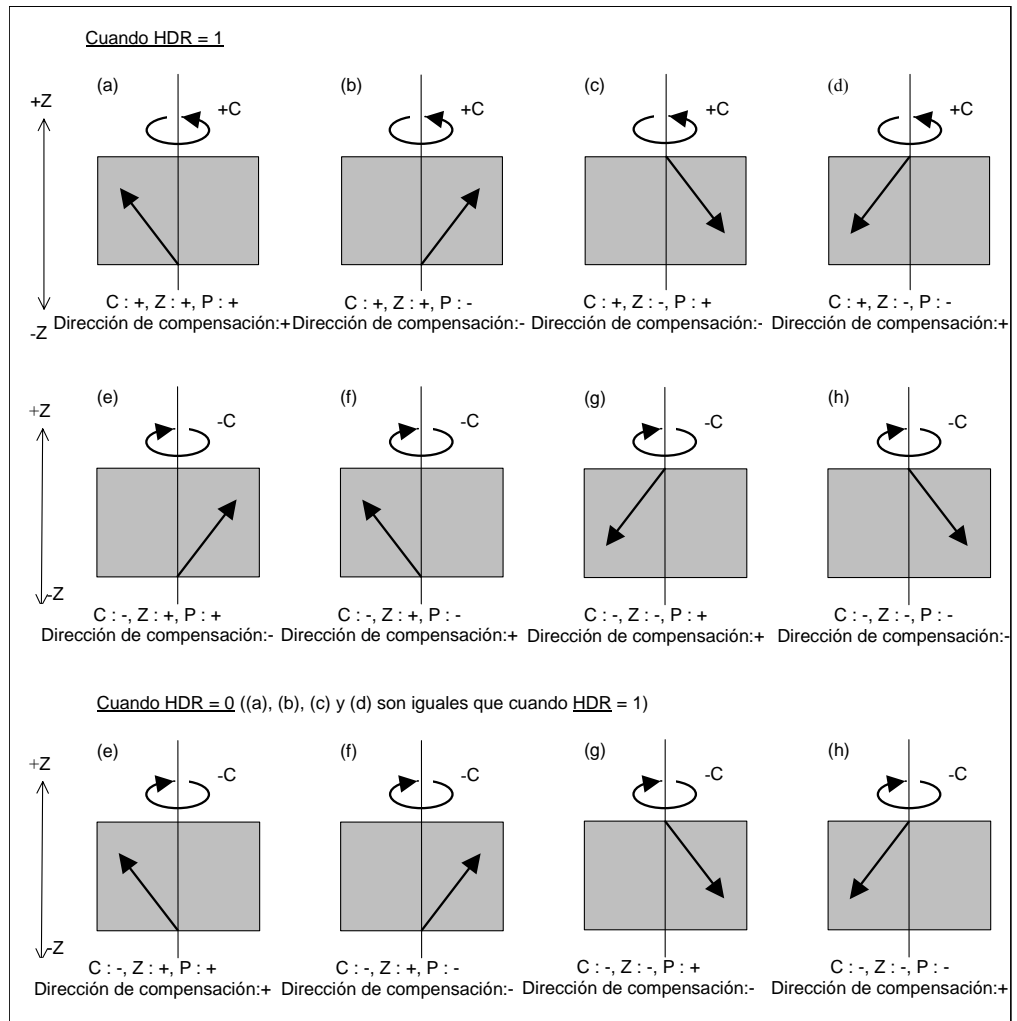 Cuando HDR = 1
(a) (b) (c) (d)
+Z
+C +C +C +C
C : +, Z : +, P : + C : +, Z : +, P : - C : +, Z : -, P : + C : +, Z : -, P : -
Dirección de compensación:+ Dirección de compensación:- Dirección de compensación:- Dirección de compensación:+
-Z
(e) (f) (g) (h)
+Z
-C -C -C -C
-Z
C : -, Z : +, P : + C : -, Z : +, P : - C : -, Z : -, P : + C : -, Z : -, P : -
Dirección de compensación:- Dirección de compensación:+ Dirección de compensación:+ Dirección de compensación:-
Cuando HDR = 0 ((a), (b), (c) y (d) son iguales que cuando HDR = 1)
(e) (f) (g) (h)
+Z
-C -C -C -C
-Z
C : -, Z : +, P : + C : -, Z : +, P : - C : -, Z : -, P : + C : -, Z : -, P : -
Dirección de compensación:+ Dirección de compensación:- Dirección de compensación:- Dirección de compensación:+